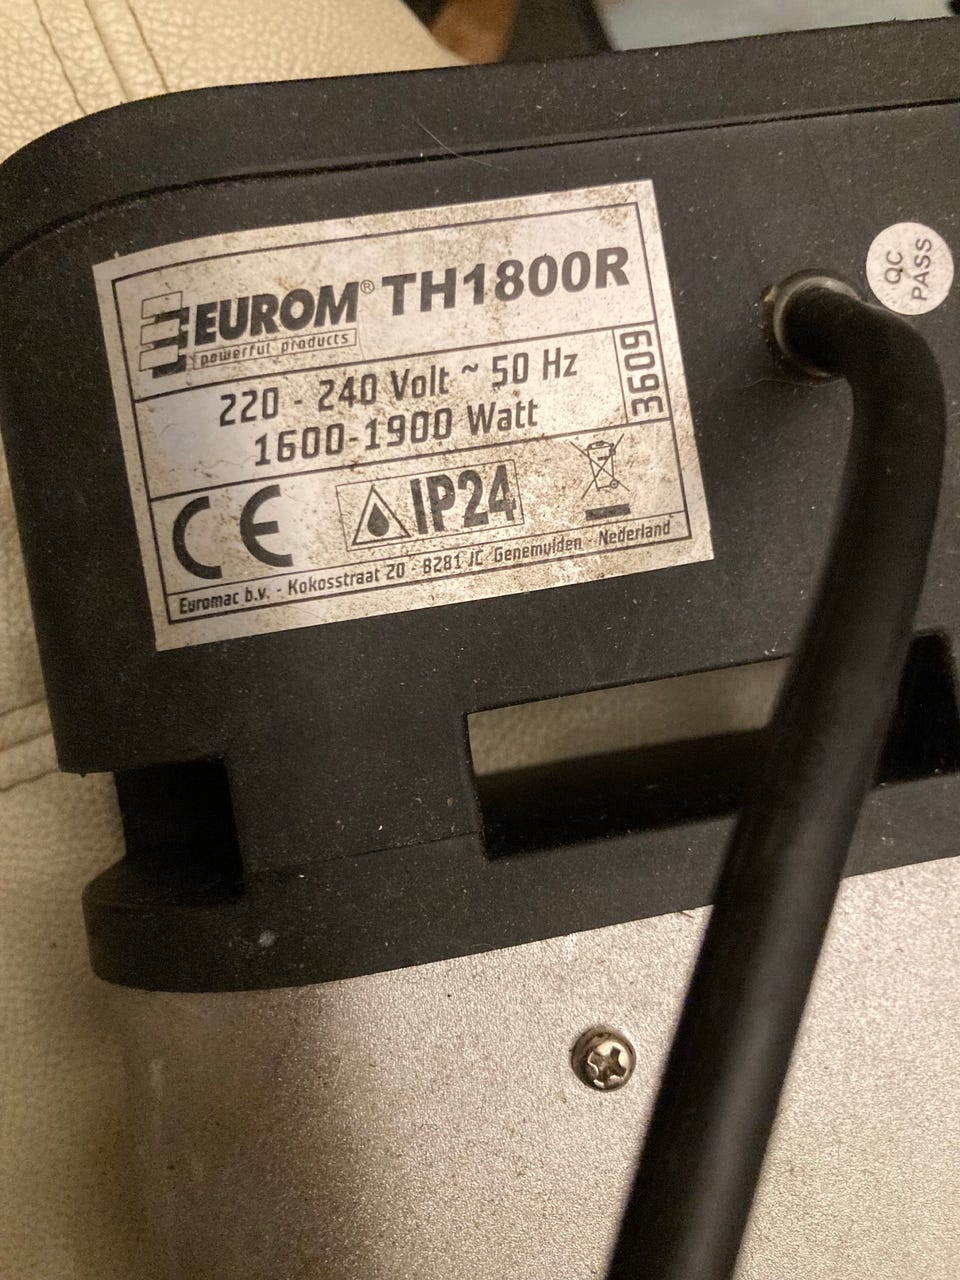 EUROM® TH1800R
powerful products
220 - 240 Volt ~ 50 Hz
1600-1900 Watt
3609
CE
IP24
Euromac b.v. - Kokosstraat 20 - 8281 JC Genemuiden - Nederland
QC
PASS